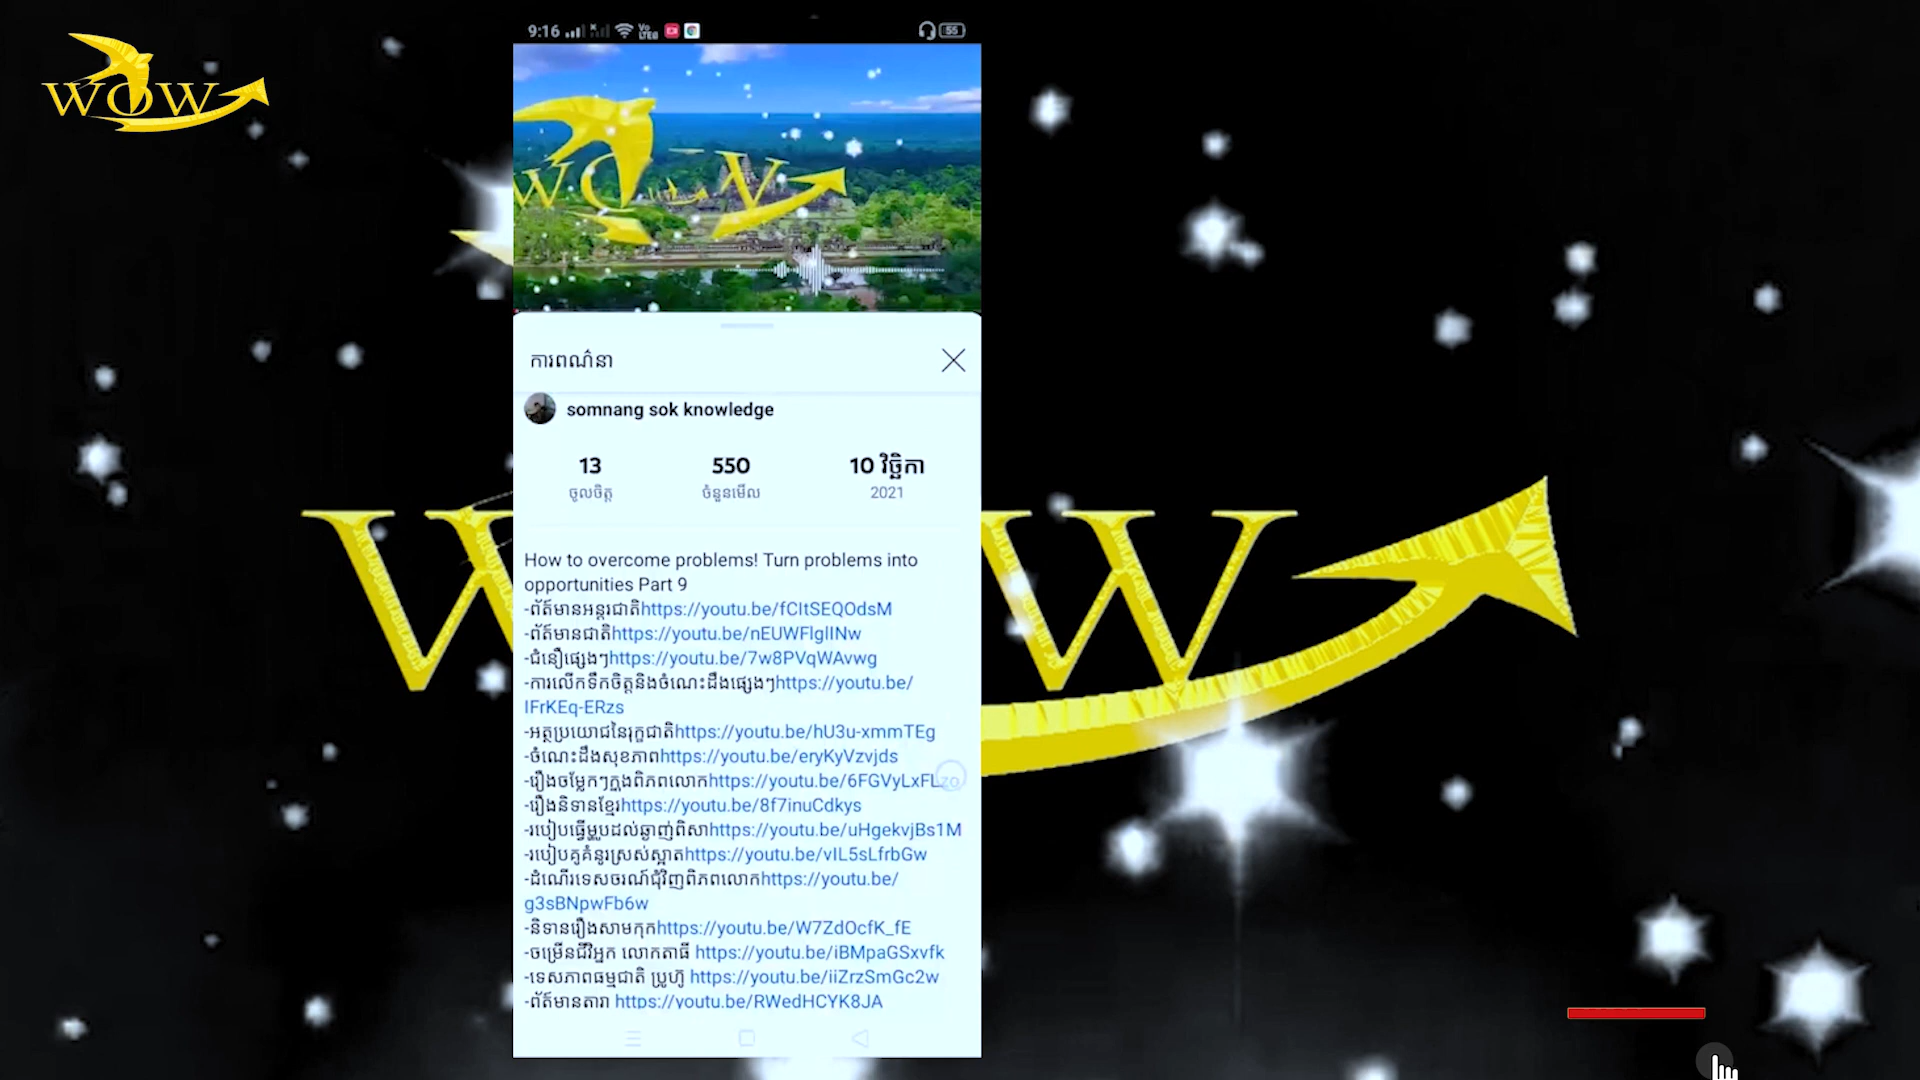 WOW
9:16
Vo
LTE
55
ការពណ៌នា
somnang sok knowledge
13 550 10 វិច្ឆិកា
ចូលចិត្ត ចំនួនមើល 2021
How to overcome problems! Turn problems into
opportunities Part 9
-ព័ត៌មានអន្តរជាតិhttps://youtu.be/fCItSEQOdsM
-ព័ត៌មានជាតិhttps://youtu.be/nEUWFlglINw
-ជំនឿផ្សេងៗhttps://youtu.be/7w8PVqWAvwg
-ការលើកទឹកចិត្តនិងចំណេះដឹងផ្សេងៗhttps://youtu.be/
IFrKEq-ERzs
-អត្ថប្រយោជនៃរុក្ខជាតិhttps://youtu.be/hU3u-xmmTEg
-ចំណេះដឹងសុខភាពhttps://youtu.be/eryKyVzvjds
-រឿងចម្លែកៗក្នុងពិភពលោកhttps://youtu.be/6FGVyLxFLzo
-រឿងនិទានខ្មែរhttps://youtu.be/8f7inuCdkys
-របៀបធ្វើម្ហូបដល់ឆ្ងាញ់ពិសាhttps://youtu.be/uHgekvjBs1M
-របៀបគូគំនូរស្រស់ស្អាតhttps://youtu.be/vIL5sLfrbGw
-ដំណើរទេសចរណ៍ជុំវិញពិភពលោកhttps://youtu.be/
g3sBNpwFb6w
-និទានរឿងសាមកុកhttps://youtu.be/W7ZdOcfK_fE
-ចម្រើនជីវិអ្នក លោកតាធី https://youtu.be/iBMpaGSxvfk
-ទេសភាពធម្មជាតិ ប្រូហ៊ូ https://youtu.be/iiZrzSmGc2w
-ព័ត៌មានតារា https://youtu.be/RWedHCYK8JA